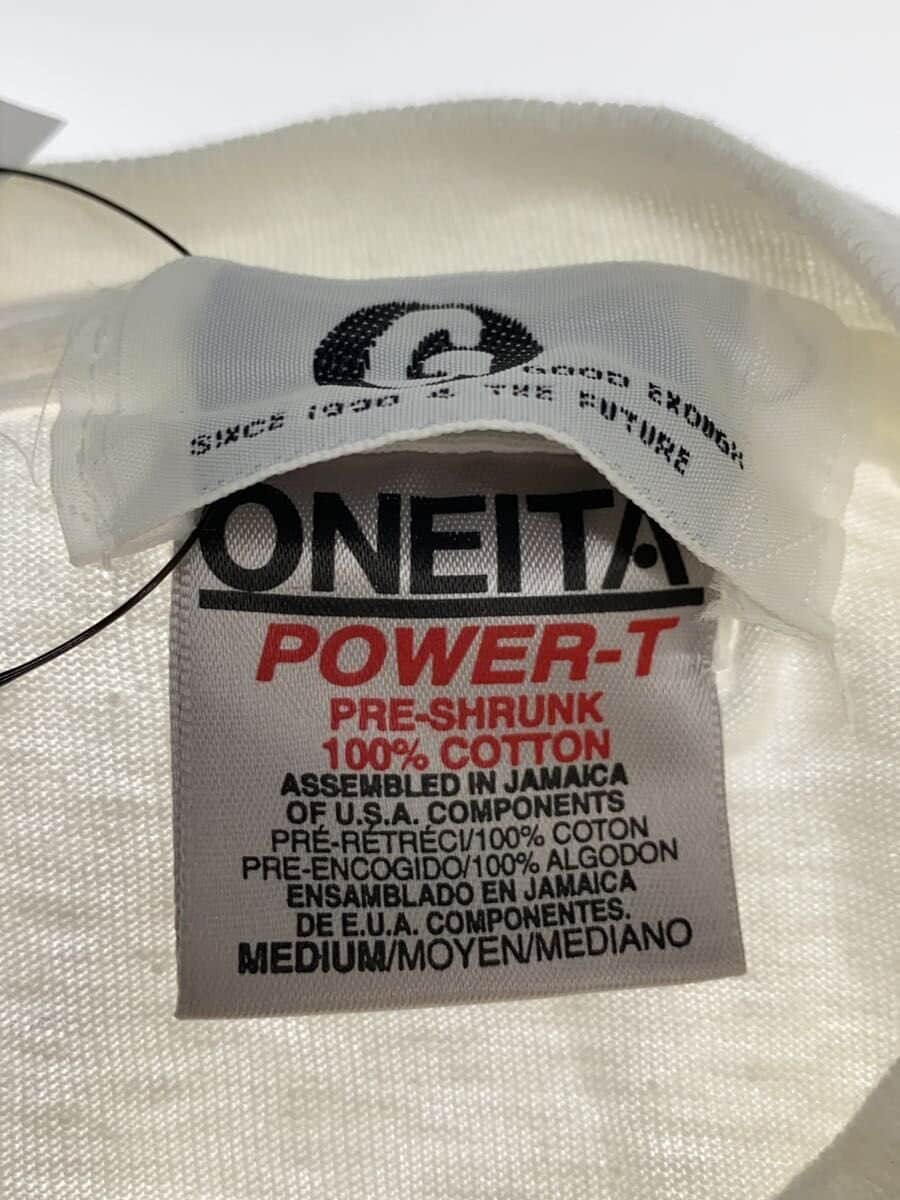 G
GOOD ENOUGH
SINCE 1990 & THE FUTURE
ONEITA
POWER-T
PRE-SHRUNK
100% COTTON
ASSEMBLED IN JAMAICA
OF U.S.A. COMPONENTS
PRÉ-RÉTRÉCI/100% COTON
PRE-ENCOGIDO/100% ALGODON
ENSAMBLADO EN JAMAICA
DE E.U.A. COMPONENTES.
MEDIUM/MOYEN/MEDIANO